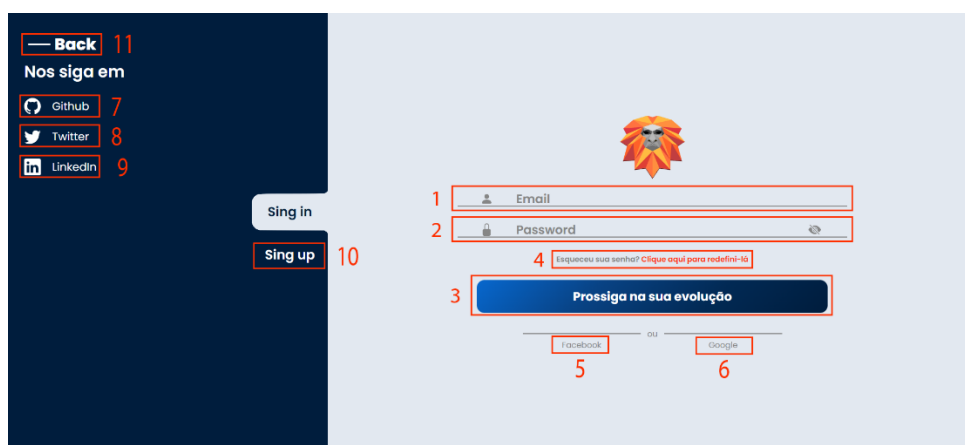 Back 11
Nos siga em
Github 7
Twitter 8
in LinkedIn 9
Sing in
Sing up 10
1 Email
2 Password
4 Esqueceu sua senha? Clique aqui para redefini-lá
3 Prossiga na sua evolução
ou
Facebook Google
5 6